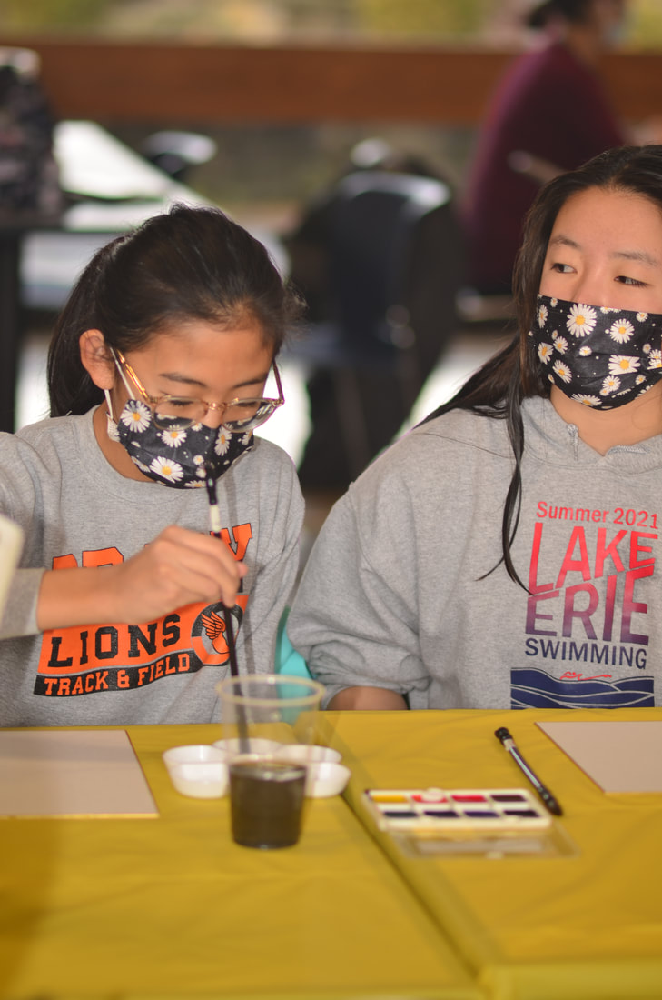 LIONS
TRACK & FIELD
Summer 2021
LAKE
ERIE
SWIMMING